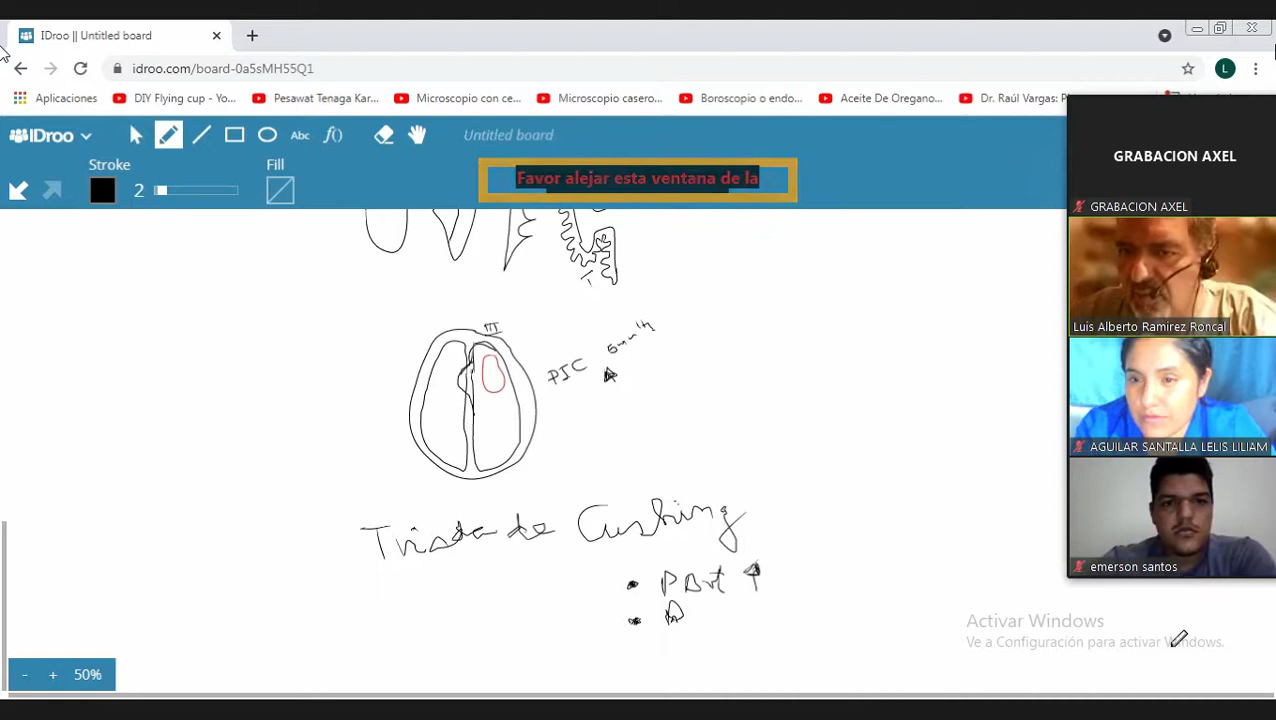 IDroo || Untitled board
idroo.com/board-0a5sMH55Q1
L
Aplicaciones
DIY Flying cup - Yo...
Pesawat Tenaga Kar...
Microscopio con ce...
Microscopio casero...
Boroscopio o endo...
Aceite De Oregano...
Dr. Raúl Vargas: P
IDroo
Abc
f()
Untitled board
Stroke
2
Fill
Favor alejar esta ventana de la
GRABACION AXEL
GRABACION AXEL
Luis Alberto Ramirez Roncal
AGUILAR SANTALLA LELIS LILIAM
emerson santos
III
PIC
Triada de Cushing
• P Art ↑
•
Activar Windows
Ve a Configuración para activar Windows.
- + 50%